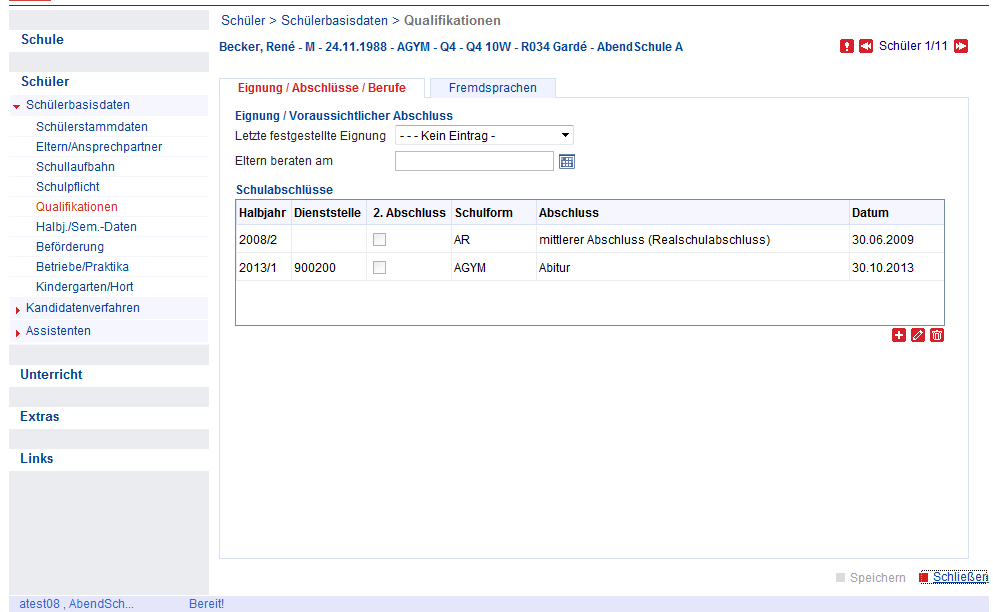 Schüler > Schülerbasisdaten > Qualifikationen
Schule
Becker, René - M - 24.11.1988 - AGYM - Q4 - Q4 10W - R034 Gardé - AbendSchule A
Schüler 1/11
Schüler
Schülerbasisdaten
Schülerstammdaten
Eltern/Ansprechpartner
Schullaufbahn
Schulpflicht
Qualifikationen
Halbj./Sem.-Daten
Beförderung
Betriebe/Praktika
Kindergarten/Hort
Kandidatenverfahren
Assistenten
Unterricht
Extras
Links
Eignung / Abschlüsse / Berufe
Fremdsprachen
Eignung / Voraussichtlicher Abschluss
Letzte festgestellte Eignung - - - Kein Eintrag -
Eltern beraten am
Schulabschlüsse
Halbjahr Dienststelle 2. Abschluss Schulform Abschluss Datum
2008/2 AR mittlerer Abschluss (Realschulabschluss) 30.06.2009
2013/1 900200 AGYM Abitur 30.10.2013
Speichern Schließen
atest08 , AbendSch... Bereit!